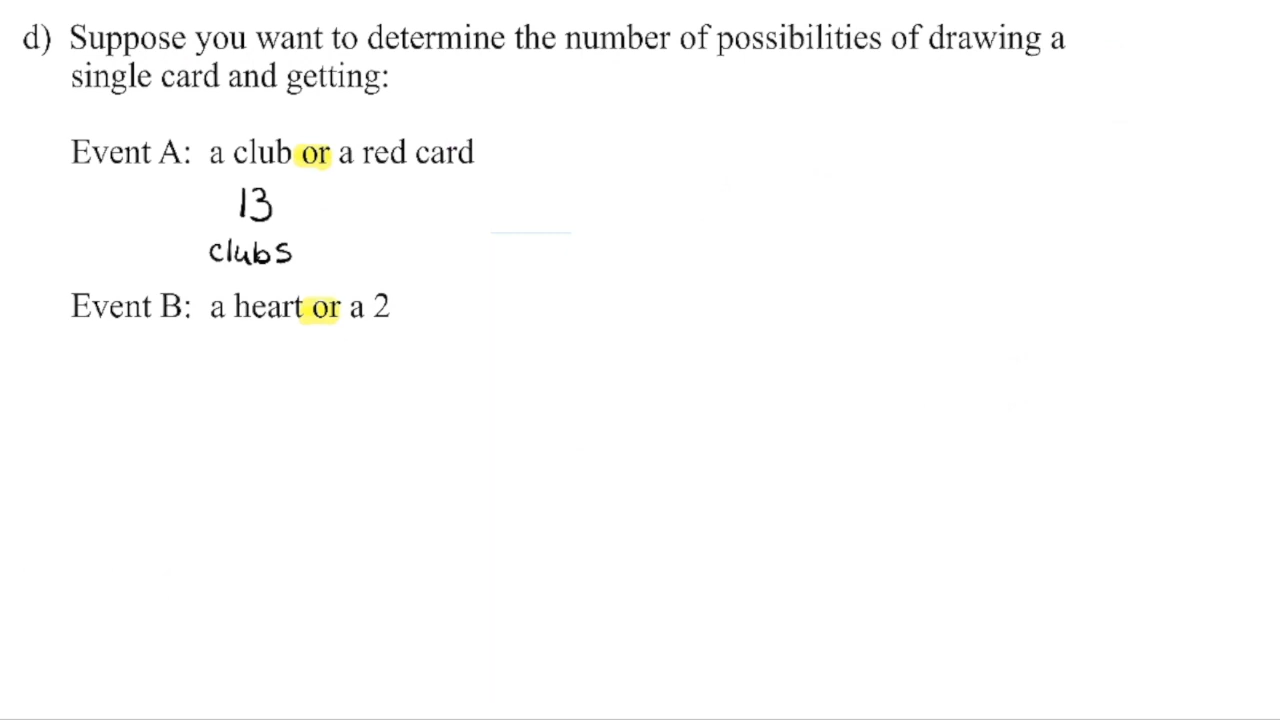 d) Suppose you want to determine the number of possibilities of drawing a
single card and getting:
Event A: a club or a red card
13
clubs
Event B: a heart or a 2